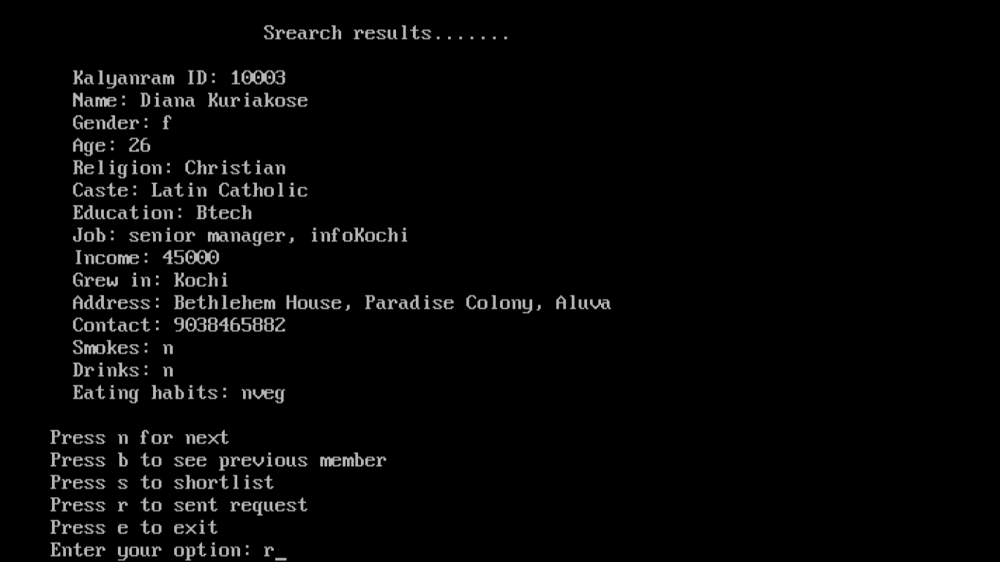 Srearch results.......
Kalyanram ID: 10003
Name: Diana Kuriakose
Gender: f
Age: 26
Religion: Christian
Caste: Latin Catholic
Education: Btech
Job: senior manager, infoKochi
Income: 45000
Grew in: Kochi
Address: Bethlehem House, Paradise Colony, Aluva
Contact: 9038465882
Smokes: n
Drinks: n
Eating habits: nveg
Press n for next
Press b to see previous member
Press s to shortlist
Press r to sent request
Press e to exit
Enter your option: r_